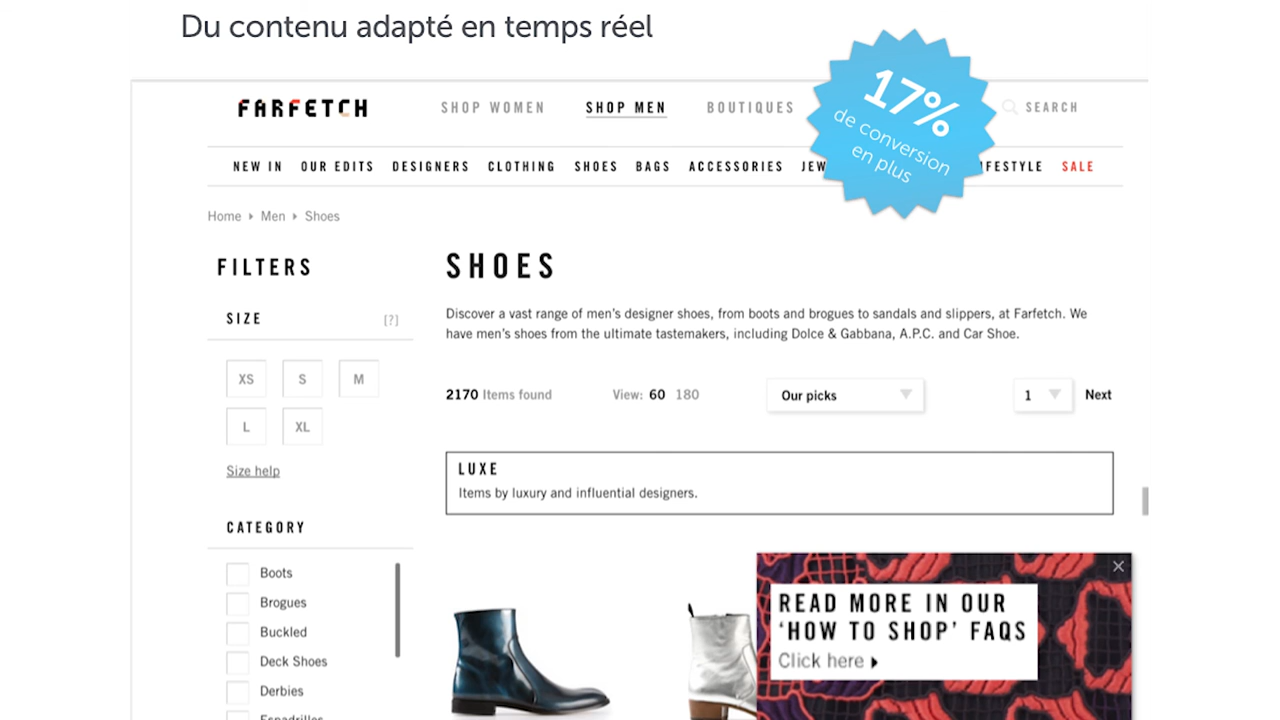 Du contenu adapté en temps réel
17%
de conversion
en plus
FARFETCH
SHOP WOMEN
SHOP MEN
BOUTIQUES
SEARCH
NEW IN
OUR EDITS
DESIGNERS
CLOTHING
SHOES
BAGS
ACCESSORIES
JEW
FESTYLE
SALE
Home
Men
Shoes
FILTERS
SHOES
SIZE
[?]
Discover a vast range of men's designer shoes, from boots and brogues to sandals and slippers, at Farfetch. We
have men's shoes from the ultimate tastemakers, including Dolce & Gabbana, A.P.C. and Car Shoe.
XS
S
M
L
XL
Size help
2170 Items found
View: 60 180
Our picks
1
Next
LUXE
Items by luxury and influential designers.
CATEGORY
Boots
Brogues
Buckled
Deck Shoes
Derbies
Espadrilles
READ MORE IN OUR
‘HOW TO SHOP’ FAQS
Click here